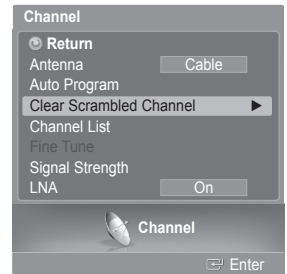 Channel
Return
Antenna Cable
Auto Program
Clear Scrambled Channel
Channel List
Fine Tune
Signal Strength
LNA On
Channel
Enter